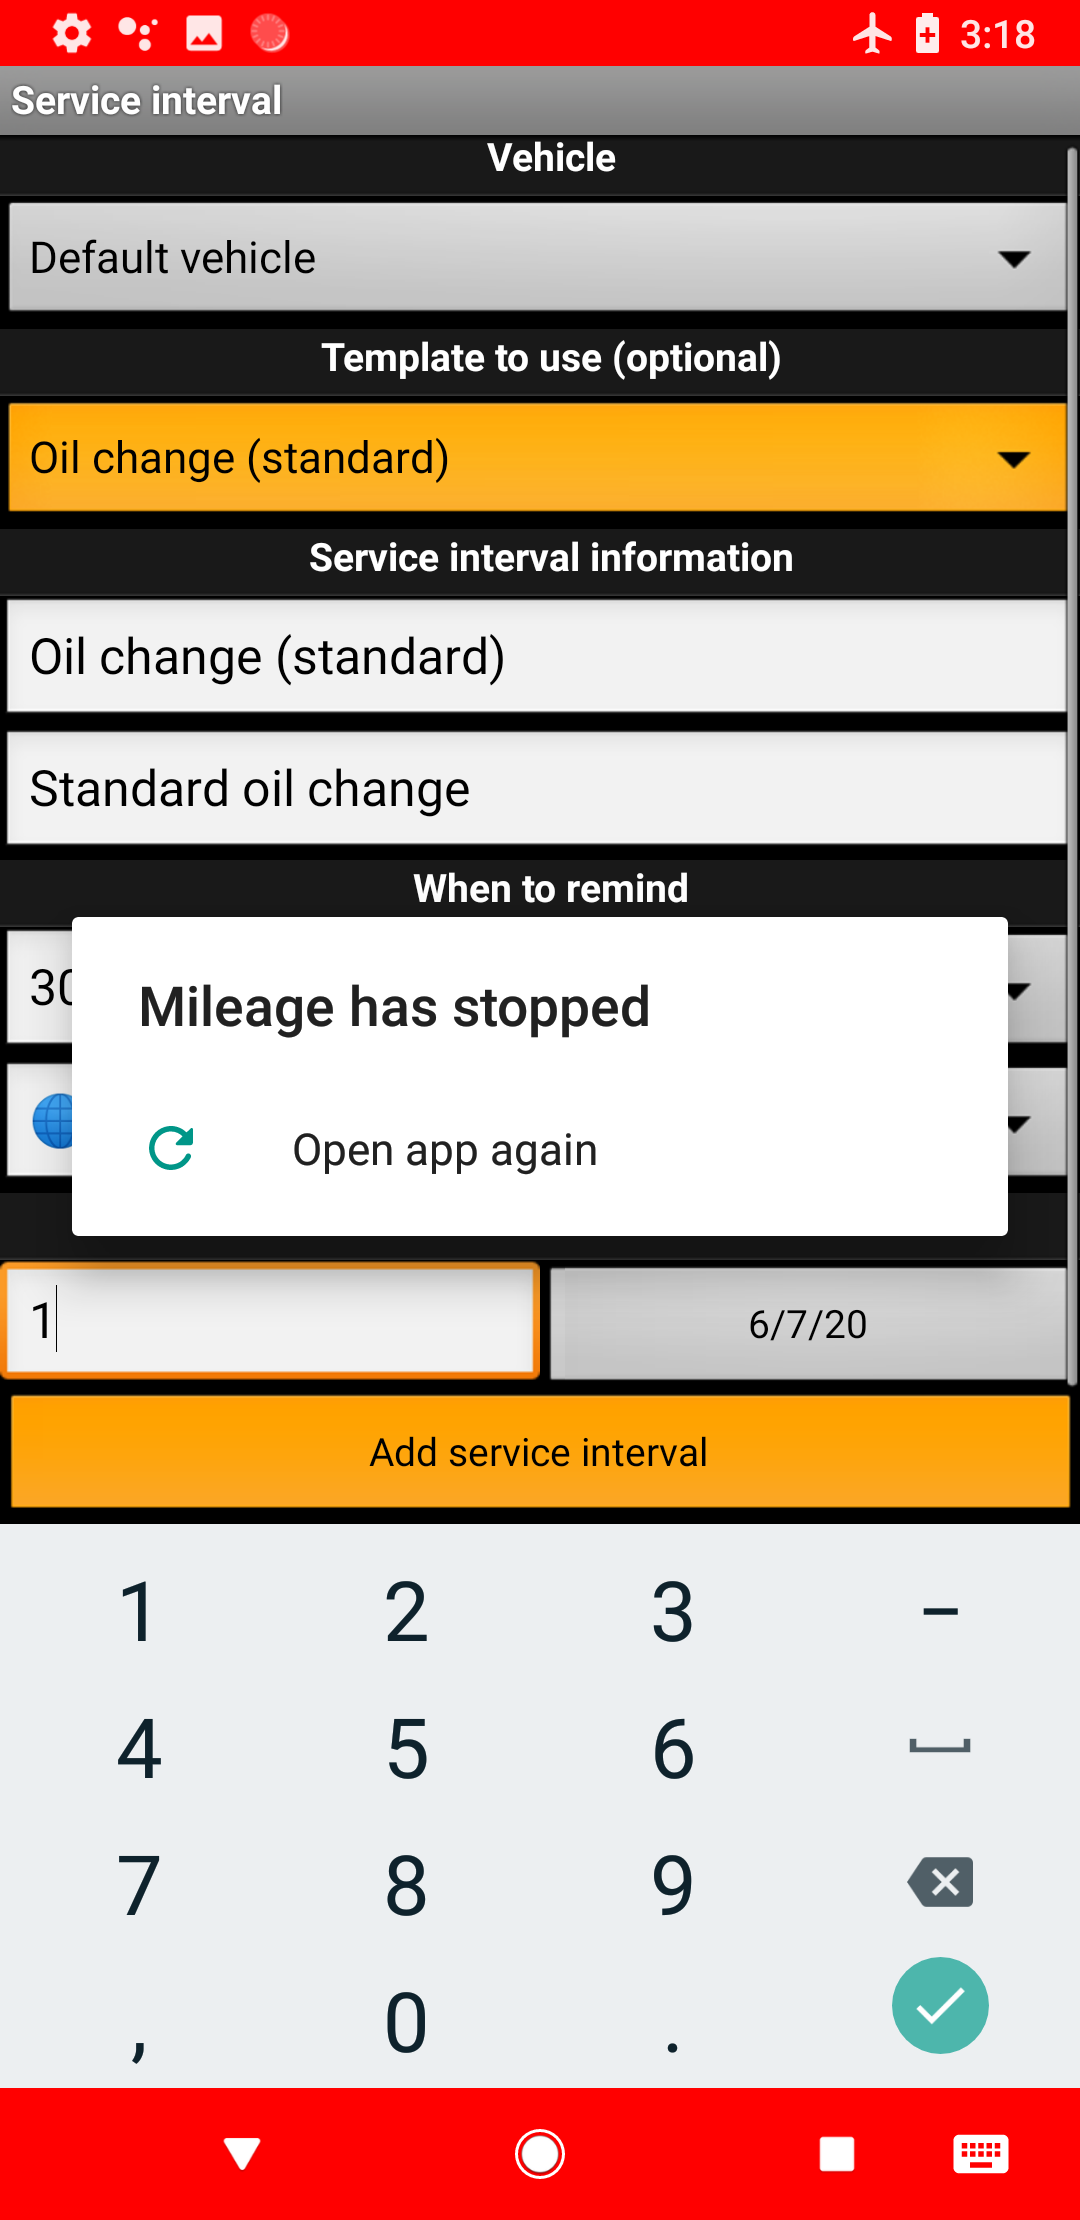 3:18
Service interval
Vehicle
Default vehicle
Template to use (optional)
Oil change (standard)
Service interval information
Oil change (standard)
Standard oil change
When to remind
Mileage has stopped
Open app again
1
6/7/20
Add service interval
1 2 3 –
4 5 6
7 8 9
, 0 .